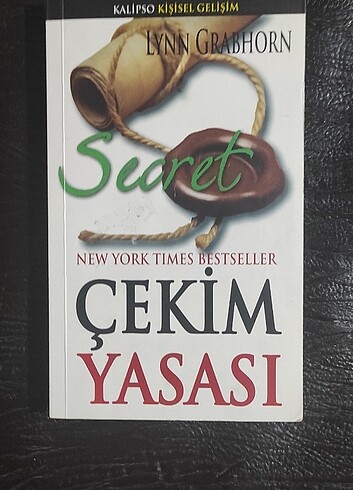 KALİPSO KİŞİSEL GELİŞİM
LYNN GRABHORN
Secret
NEW YORK TIMES BESTSELLER
ÇEKİM
YASASI